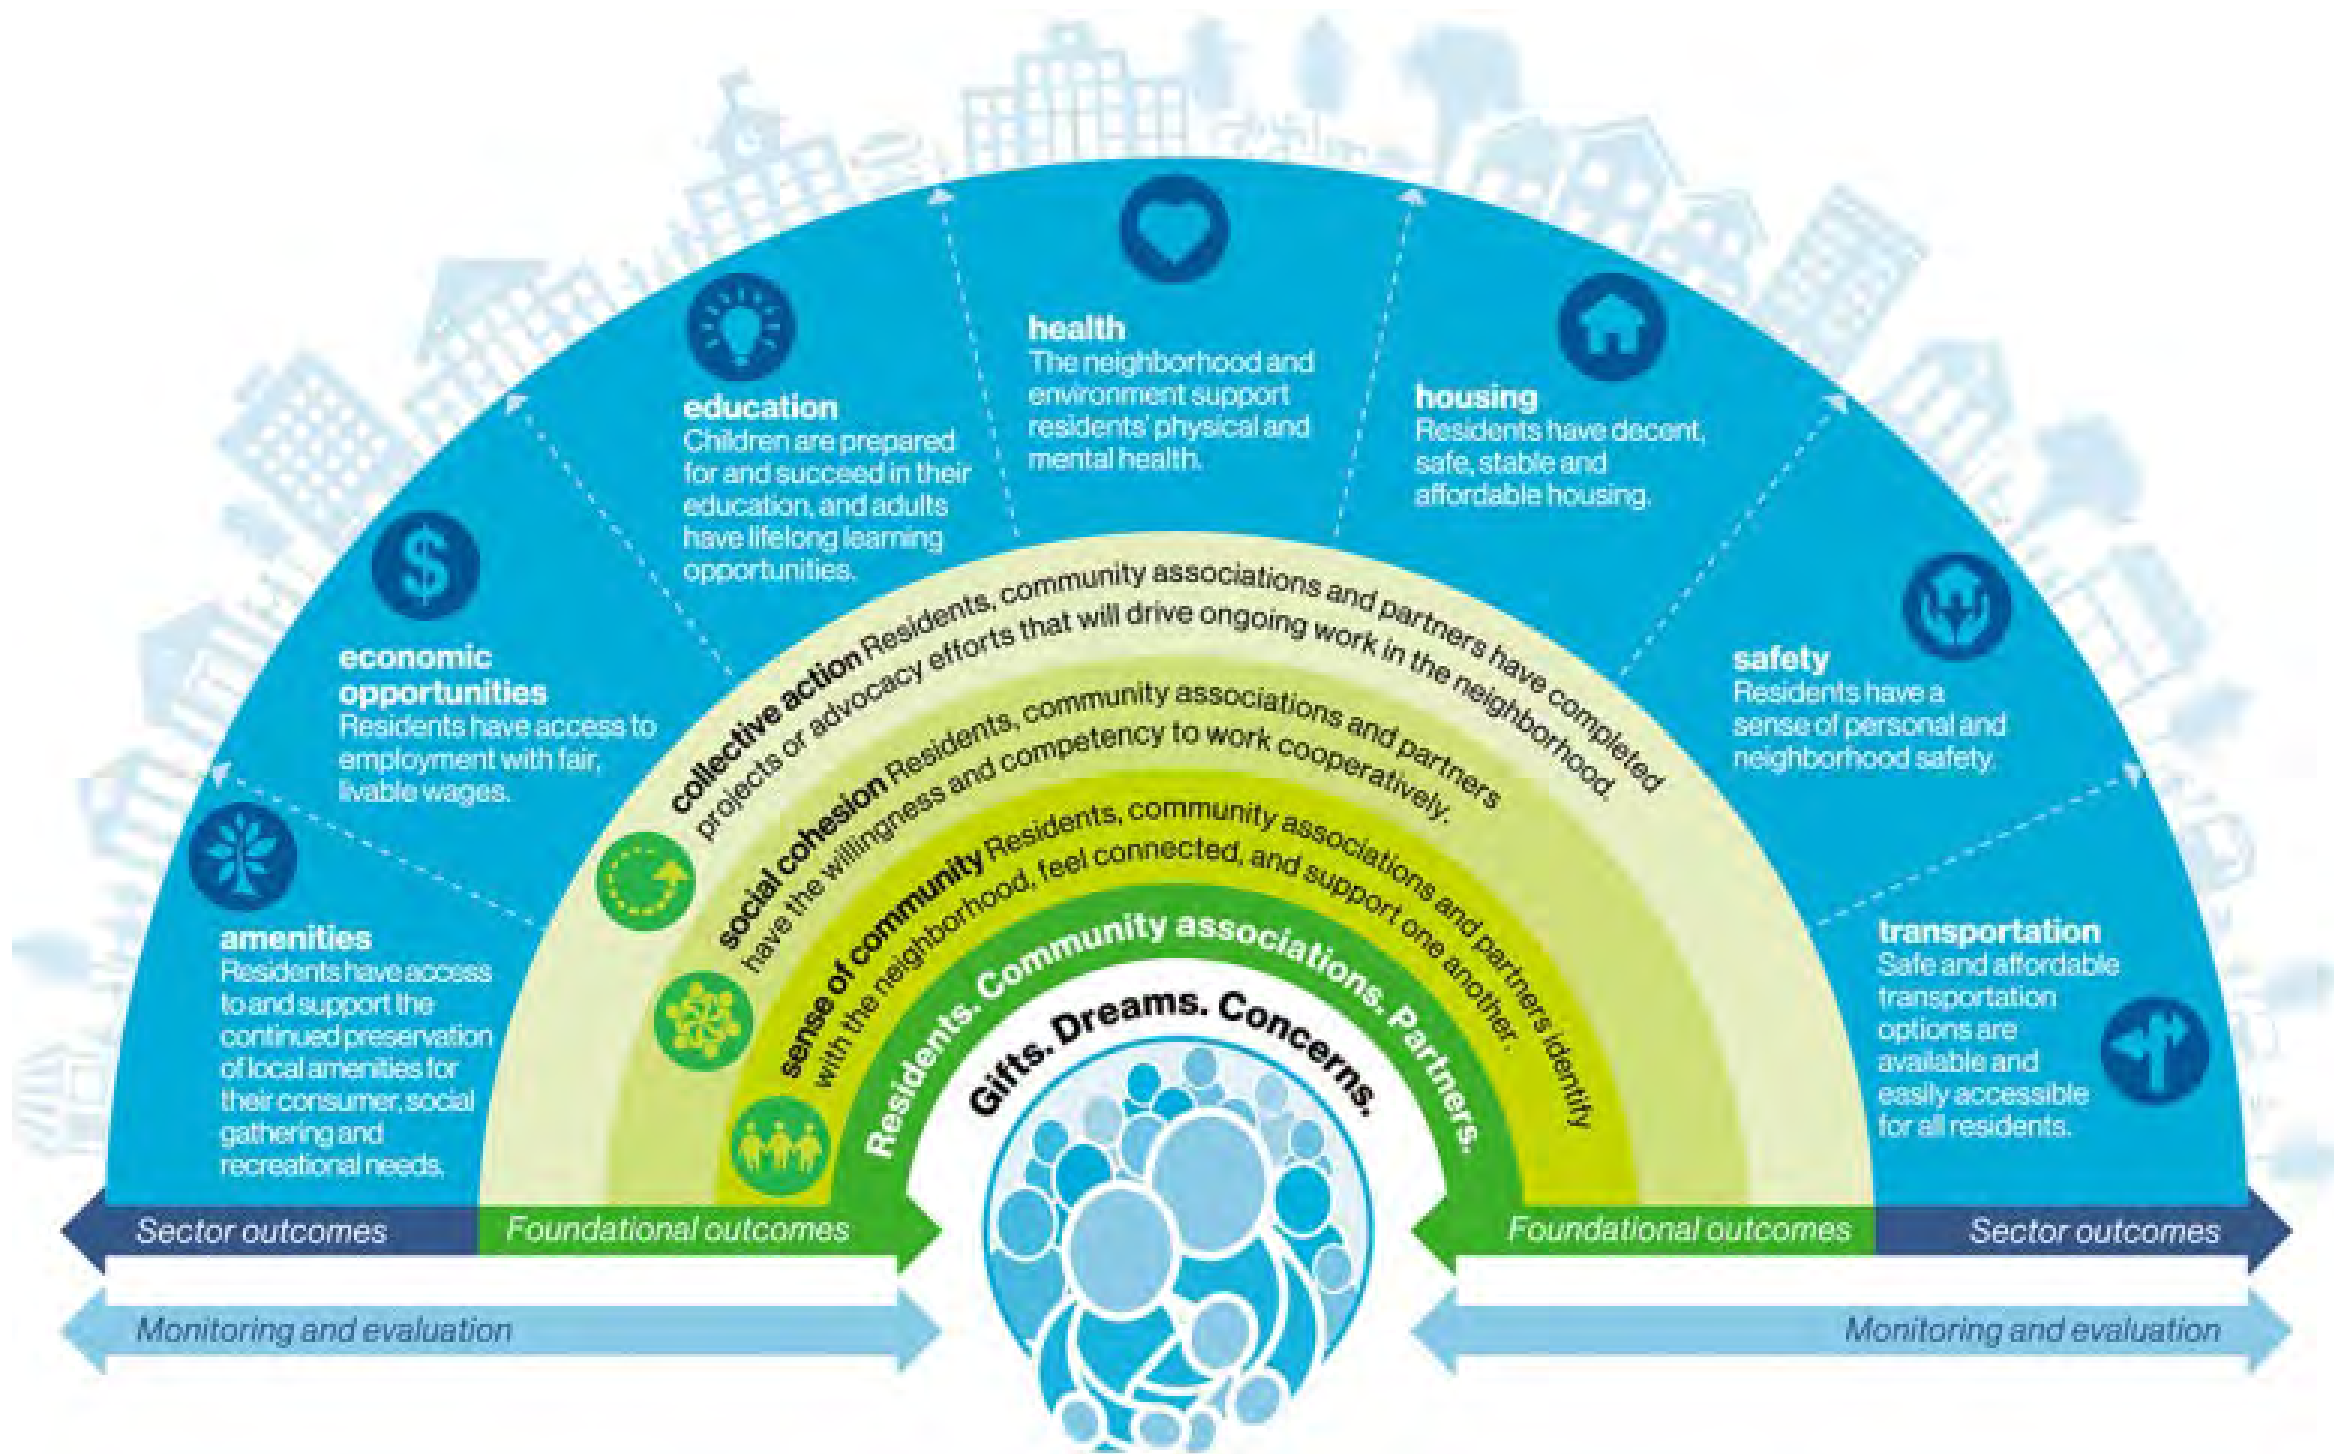 amenities
Residents have access
to and support the
continued preservation
of local amenities for
their consumer, social
gathering and
recreational needs.
economic
opportunities
Residents have access to
employment with fair,
livable wages.
education
Children are prepared
for and succeed in their
education, and adults
have lifelong learning
opportunities.
health
The neighborhood and
environment support
residents' physical and
mental health.
housing
Residents have decent,
safe, stable and
affordable housing.
safety
Residents have a
sense of personal and
neighborhood safety.
transportation
Safe and affordable
transportation
options are
available and
easily accessible
for all residents.
collective action Residents, community associations and partners have completed
projects or advocacy efforts that will drive ongoing work in the neighborhood.
social cohesion Residents, community associations and partners
have the willingness and competency to work cooperatively.
sense of community Residents, community associations and partners identify
with the neighborhood, feel connected, and support one another.
Residents. Community associations. Partners.
Gifts. Dreams. Concerns.
Sector outcomes
Foundational outcomes
Foundational outcomes
Sector outcomes
Monitoring and evaluation
Monitoring and evaluation